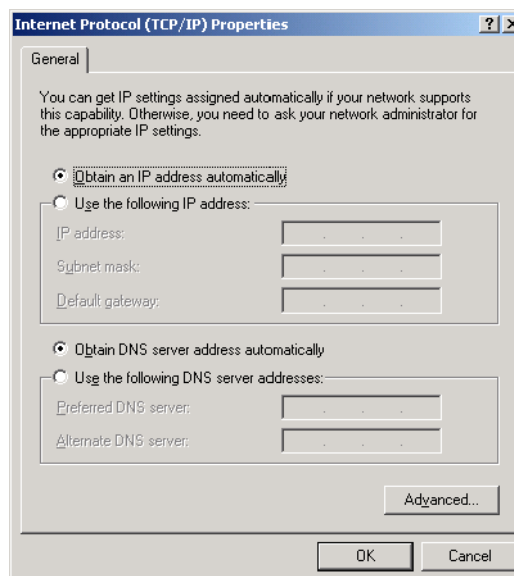 Internet Protocol (TCP/IP) Properties
General
You can get IP settings assigned automatically if your network supports
this capability. Otherwise, you need to ask your network administrator for
the appropriate IP settings.
Obtain an IP address automatically
Use the following IP address:
IP address:
Subnet mask:
Default gateway:
Obtain DNS server address automatically
Use the following DNS server addresses:
Preferred DNS server:
Alternate DNS server:
Advanced...
OK Cancel